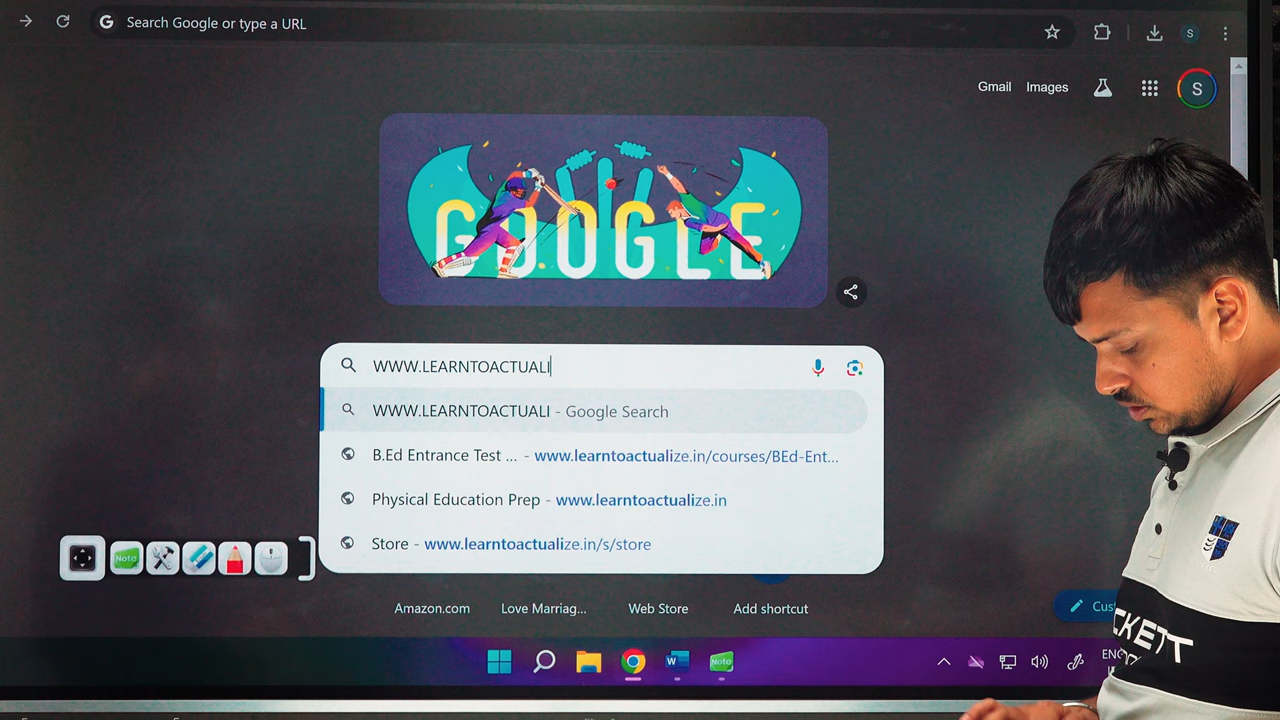 Search Google or type a URL
S
Gmail Images
S
GOOGLE
WWW.LEARNTOACTUALI
WWW.LEARNTOACTUALI - Google Search
B.Ed Entrance Test ... - www.learntoactualize.in/courses/BEd-Ent...
Physical Education Prep - www.learntoactualize.in
Store - www.learntoactualize.in/s/store
Note
Amazon.com Love Marriag... Web Store Add shortcut
Cus
CKETT
W
Note
ENG